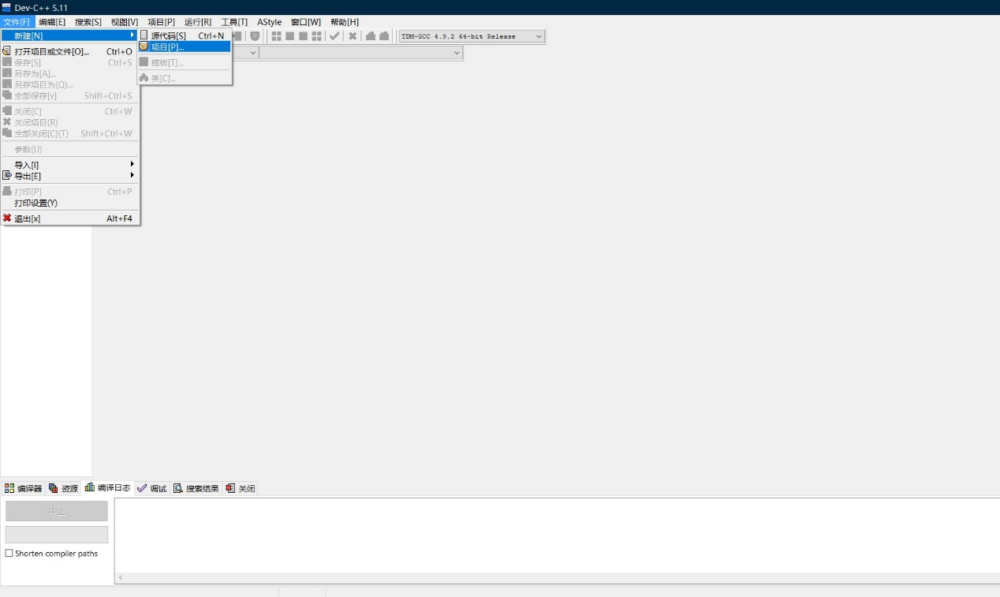 Dev-C++ 5.11
文件[F] 编辑[E] 搜索[S] 视图[V] 项目[P] 运行[R] 工具[T] AStyle 窗口[W] 帮助[H]
新建[N]
源代码[S] Ctrl+N
项目[P]...
模板[T]...
类[C]...
TDM-GCC 4.9.2 64-bit Release
打开项目或文件[O]... Ctrl+O
保存[S] Ctrl+S
另存为[A]...
另存项目为(Q)...
全部保存[v] Shift+Ctrl+S
关闭[C] Ctrl+W
关闭项目(R)
全部关闭[C](T) Shift+Ctrl+W
参数(U)
导入[I]
导出[E]
打印[P] Ctrl+P
打印设置(Y)
退出[x] Alt+F4
编译器 资源 编译日志 调试 搜索结果 关闭
中止
Shorten compiler paths